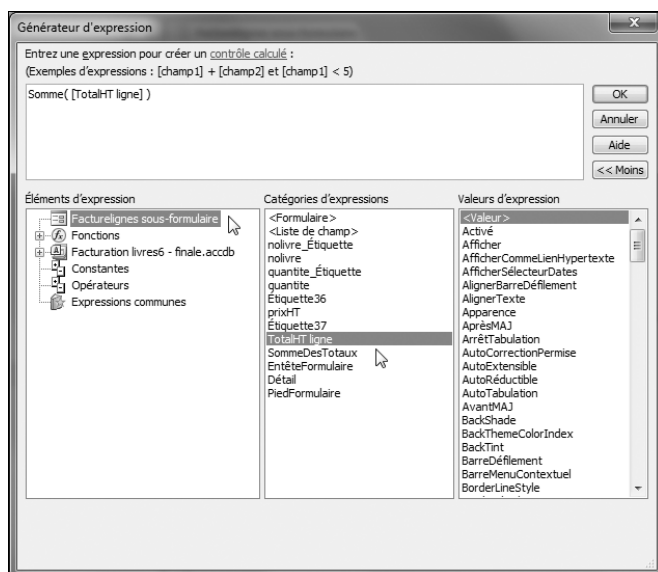 Générateur d'expression
Entrez une expression pour créer un contrôle calculé :
(Exemples d'expressions : [champ1] + [champ2] et [champ1] < 5)
Somme( [TotalHT ligne] )
OK
Annuler
Aide
<< Moins
Éléments d'expression
Facturelignes sous-formulaire
Fonctions
Facturation livres6 - finale.accdb
Constantes
Opérateurs
Expressions communes
Catégories d'expressions
<Formulaire>
<Liste de champ>
nolivre_Étiquette
nolivre
quantite_Étiquette
quantite
Étiquette36
prixHT
Étiquette37
TotalHT ligne
SommeDesTotaux
EntêteFormulaire
Détail
PiedFormulaire
Valeurs d'expression
<Valeur>
Activé
Afficher
AfficherCommeLienHypertexte
AfficherSélecteurDates
AlignerBarreDéfilement
AlignerTexte
Apparence
AprèsMAJ
ArrêtTabulation
AutoCorrectionPermise
AutoExtensible
AutoRéductible
AutoTabulation
AvantMAJ
BackShade
BackThemeColorIndex
BackTint
BarreDéfilement
BarreMenuContextuel
BorderLineStyle